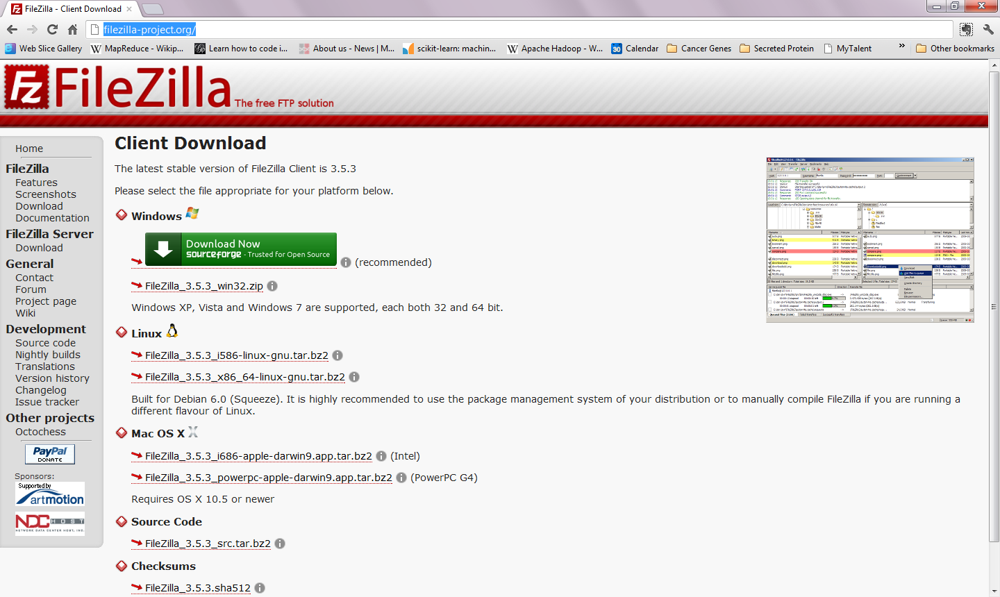 FileZilla - Client Download
filezilla-project.org/
Web Slice Gallery
MapReduce - Wikip...
Learn how to code i...
About us - News | M...
scikit-learn: machin...
Apache Hadoop - W...
30 Calendar
Cancer Genes
Secreted Protein
MyTalent
»
Other bookmarks
Fz FileZilla The free FTP solution
Home
FileZilla
Features
Screenshots
Download
Documentation
FileZilla Server
Download
General
Contact
Forum
Project page
Wiki
Development
Source code
Nightly builds
Translations
Version history
Changelog
Issue tracker
Other projects
Octochess
PayPal
DONATE
Sponsors:
Supported by
artmotion
NDC HOST
NETWORK DATA CENTER HOST, INC.
Client Download
The latest stable version of FileZilla Client is 3.5.3
Please select the file appropriate for your platform below.
Windows
Download Now
sourceforge - Trusted for Open Source
i (recommended)
FileZilla_3.5.3_win32.zip i
Windows XP, Vista and Windows 7 are supported, each both 32 and 64 bit.
Linux
FileZilla_3.5.3_i586-linux-gnu.tar.bz2 i
FileZilla_3.5.3_x86_64-linux-gnu.tar.bz2 i
Built for Debian 6.0 (Squeeze). It is highly recommended to use the package management system of your distribution or to manually compile FileZilla if you are running a
different flavour of Linux.
Mac OS X X
FileZilla_3.5.3_i686-apple-darwin9.app.tar.bz2 i (Intel)
FileZilla_3.5.3_powerpc-apple-darwin9.app.tar.bz2 i (PowerPC G4)
Requires OS X 10.5 or newer
Source Code
FileZilla_3.5.3_src.tar.bz2 i
Checksums
FileZilla_3.5.3.sha512 i